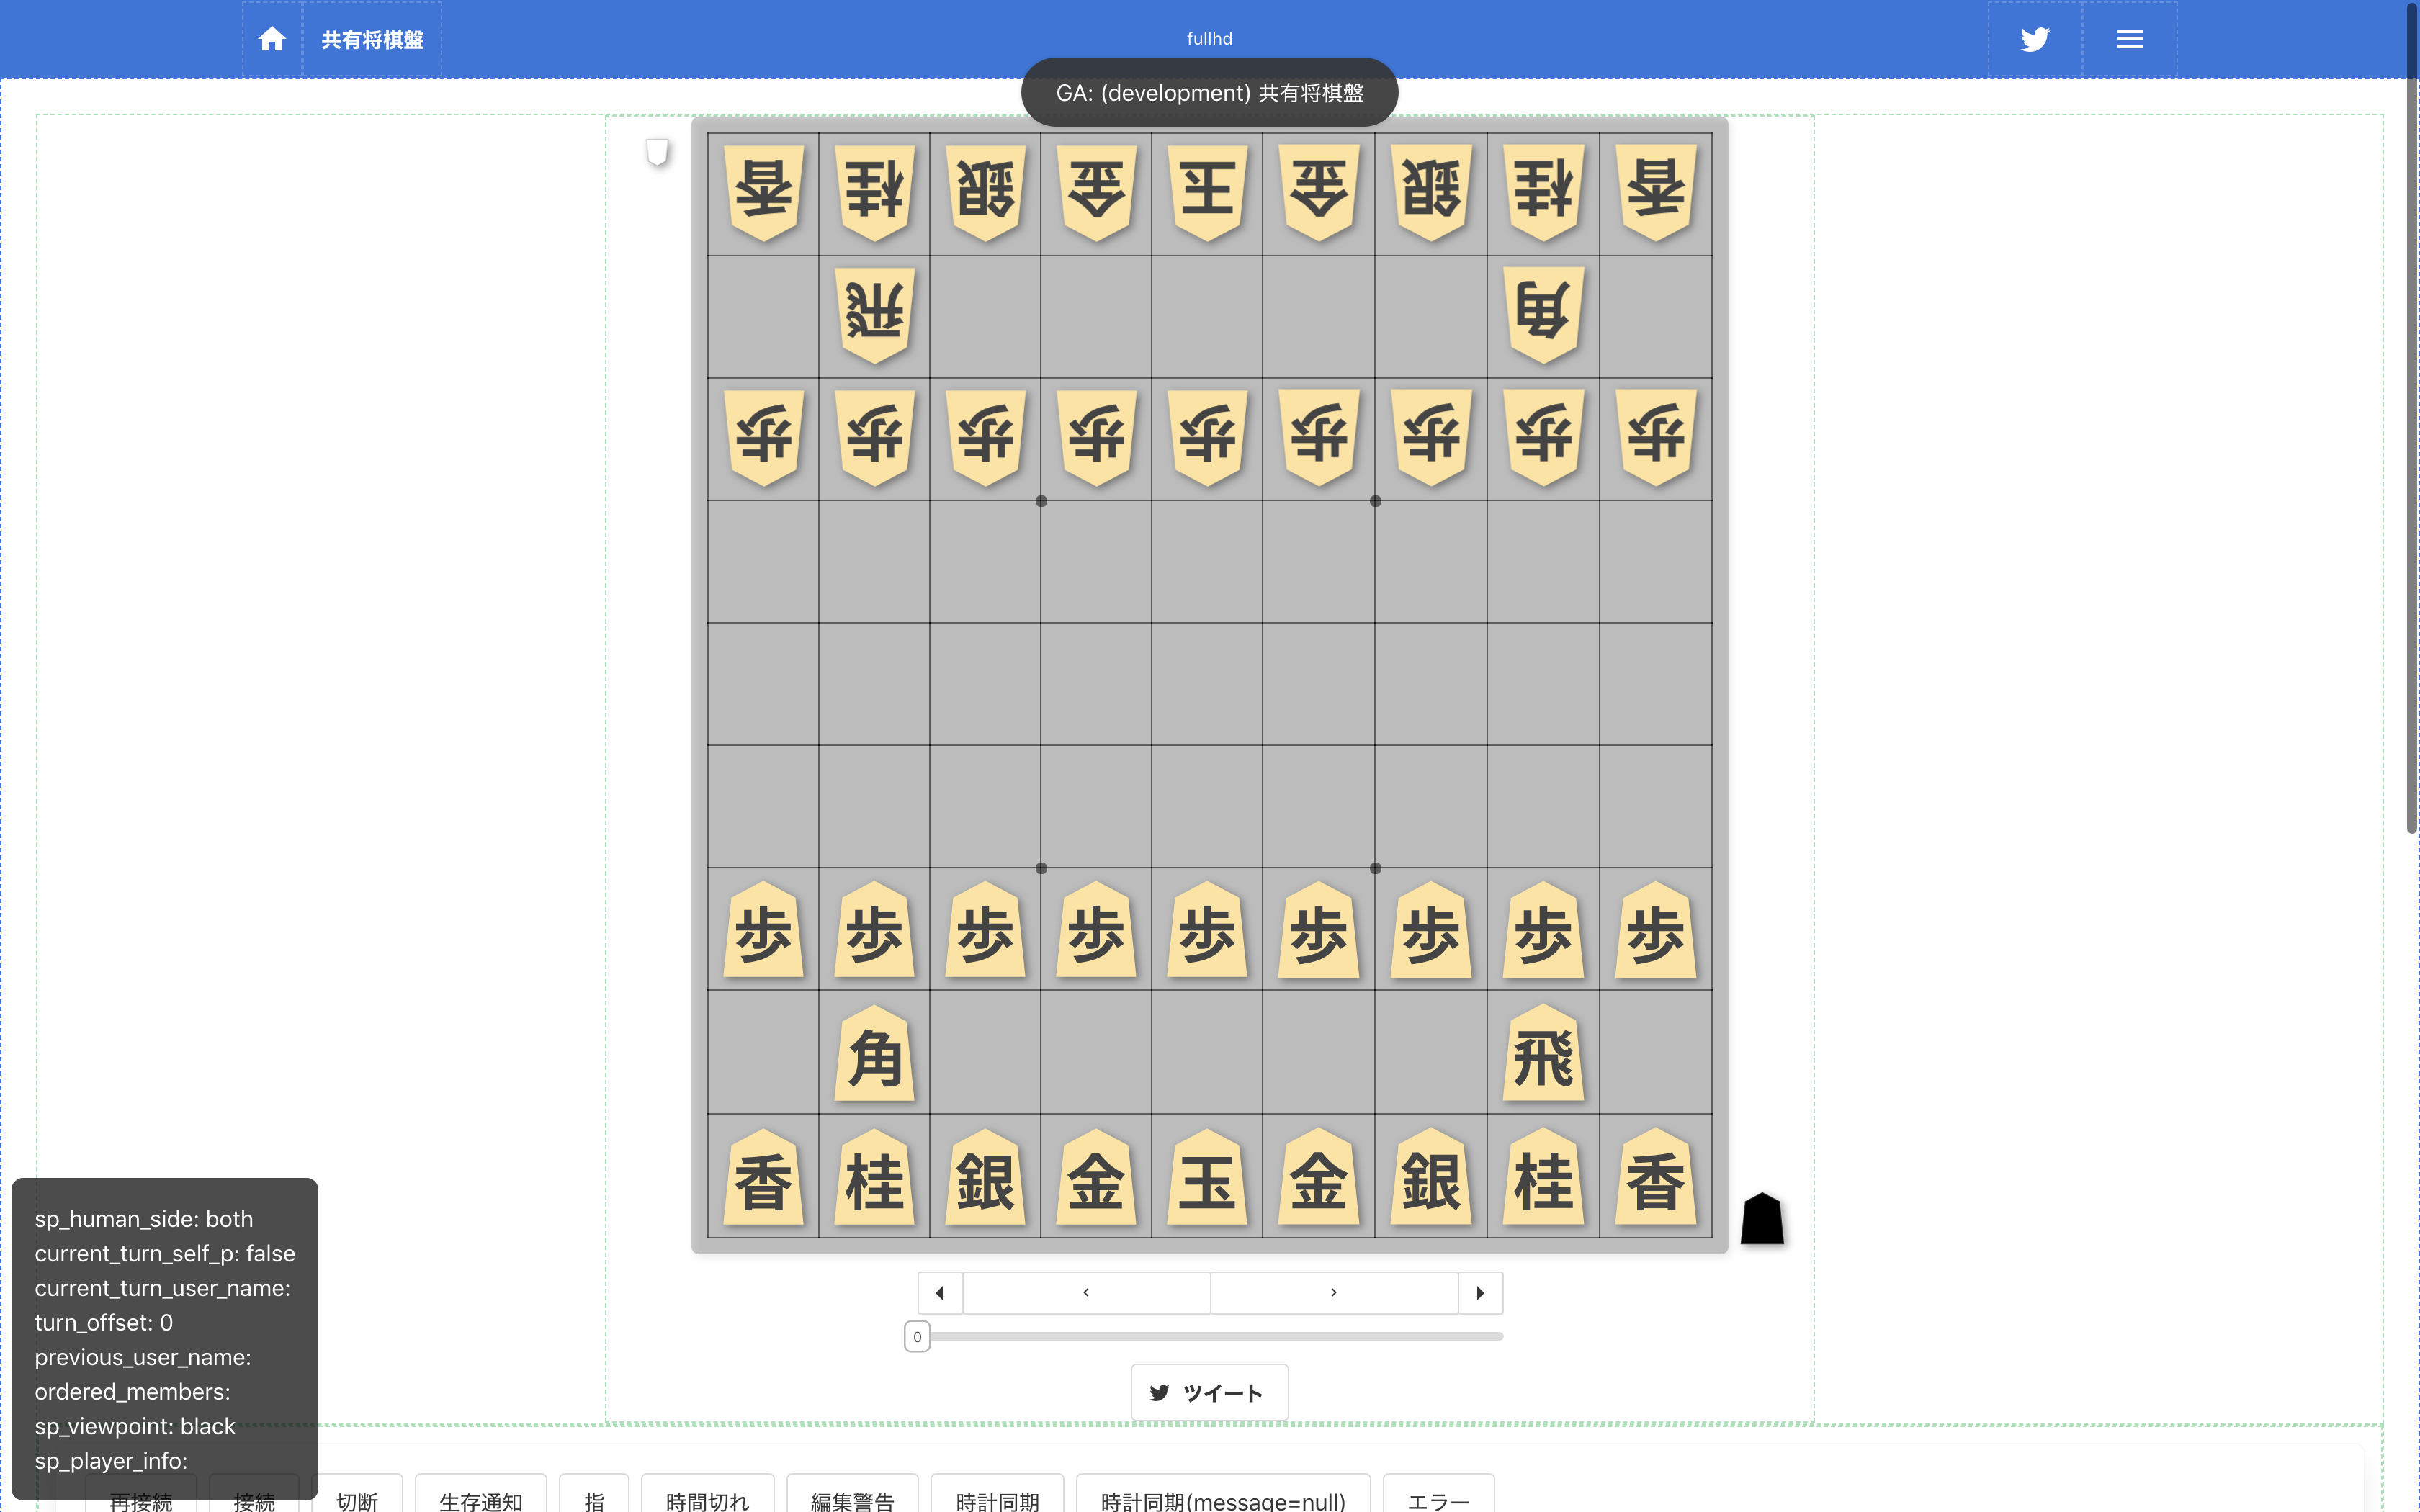 共有将棋盤
fullhd
GA: (development) 共有将棋盤
香桂銀金玉金銀桂香
飛角
歩歩歩歩歩歩歩歩歩
歩歩歩歩歩歩歩歩歩
角飛
香桂銀金玉金銀桂香
0
ツイート
sp_human_side: both
current_turn_self_p: false
current_turn_user_name:
turn_offset: 0
previous_user_name:
ordered_members:
sp_viewpoint: black
sp_player_info:
再接続 接続 切断 生存通知 指 時間切れ 編集警告 時計同期 時計同期(message=null) エラー